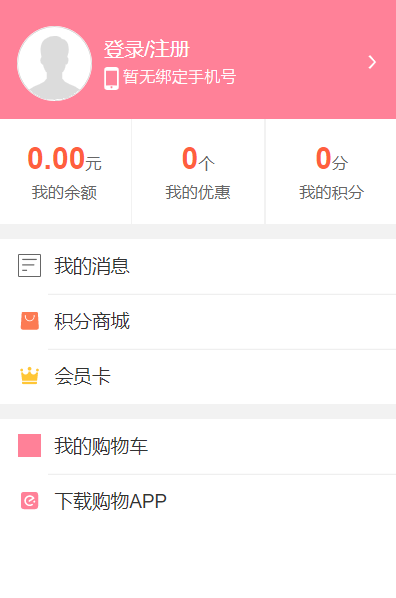 登录/注册
暂无绑定手机号
0.00元
0个
0分
我的余额
我的优惠
我的积分
我的消息
积分商城
会员卡
我的购物车
下载购物APP